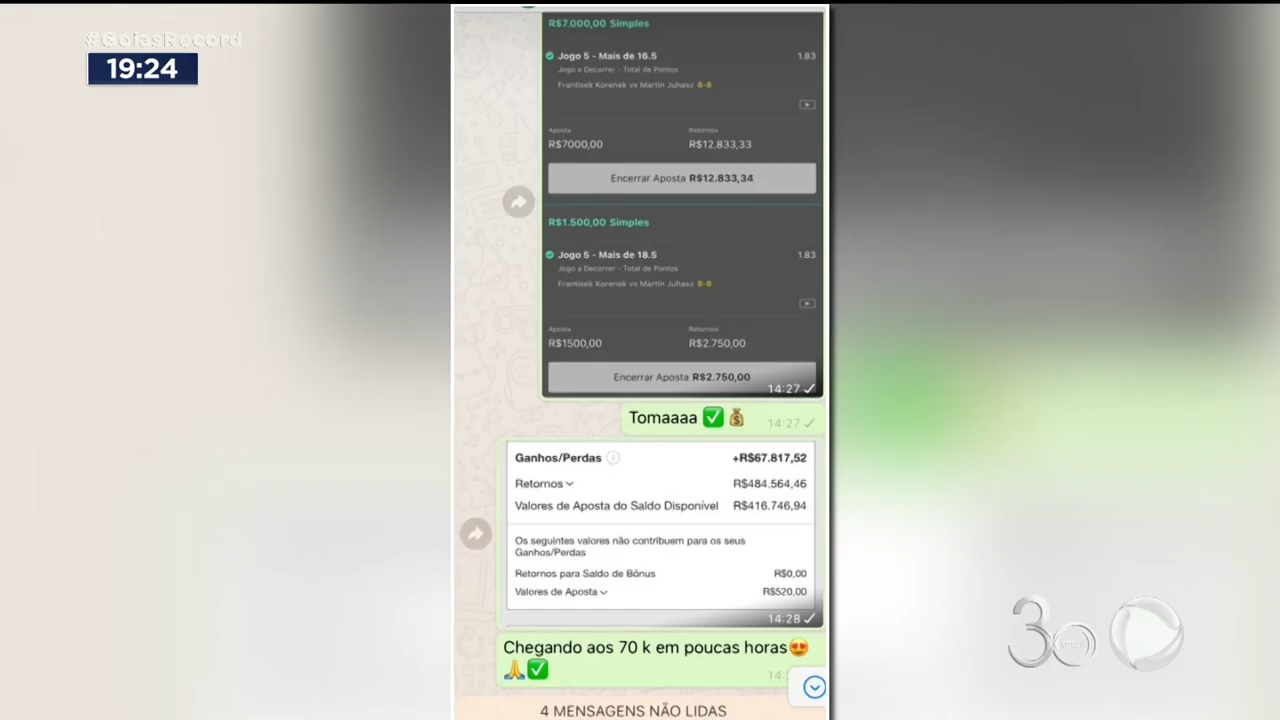 #GoiasRecord
19:24
R$7.000,00 Simples
Jogo 5 - Mais de 16.5 1.83
Jogo a Decorrer - Total de Pontos
Frantisek Korenek vs Martin Juhasz 8-8
Aposta Retornos
R$7000,00 R$12.833,33
Encerrar Aposta R$12.833,34
R$1.500,00 Simples
Jogo 5 - Mais de 18.5 1.83
Jogo a Decorrer - Total de Pontos
Frantisek Korenek vs Martin Juhasz 8-8
Aposta Retornos
R$1500,00 R$2.750,00
Encerrar Aposta R$2.750,00
14:27
Tomaaaa ✅💰 14:27
Ganhos/Perdas +R$67.817,52
Retornos R$484.564,46
Valores de Aposta do Saldo Disponível R$416.746,94
Os seguintes valores não contribuem para os seus
Ganhos/Perdas
Retornos para Saldo de Bônus R$0,00
Valores de Aposta R$520,00
14:28
Chegando aos 70 k em poucas horas😍
🙏✅ 14:
4 MENSAGENS NÃO LIDAS
30